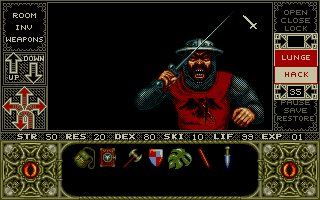 ROOM
INV
WEAPONS
UP DOWN
OPEN
CLOSE
LOCK
LUNGE
HACK
35
PAUSE
SAVE
RESTORE
STR 50 RES 20 DEX 80 SKI 10 LIF 99 EXP 01